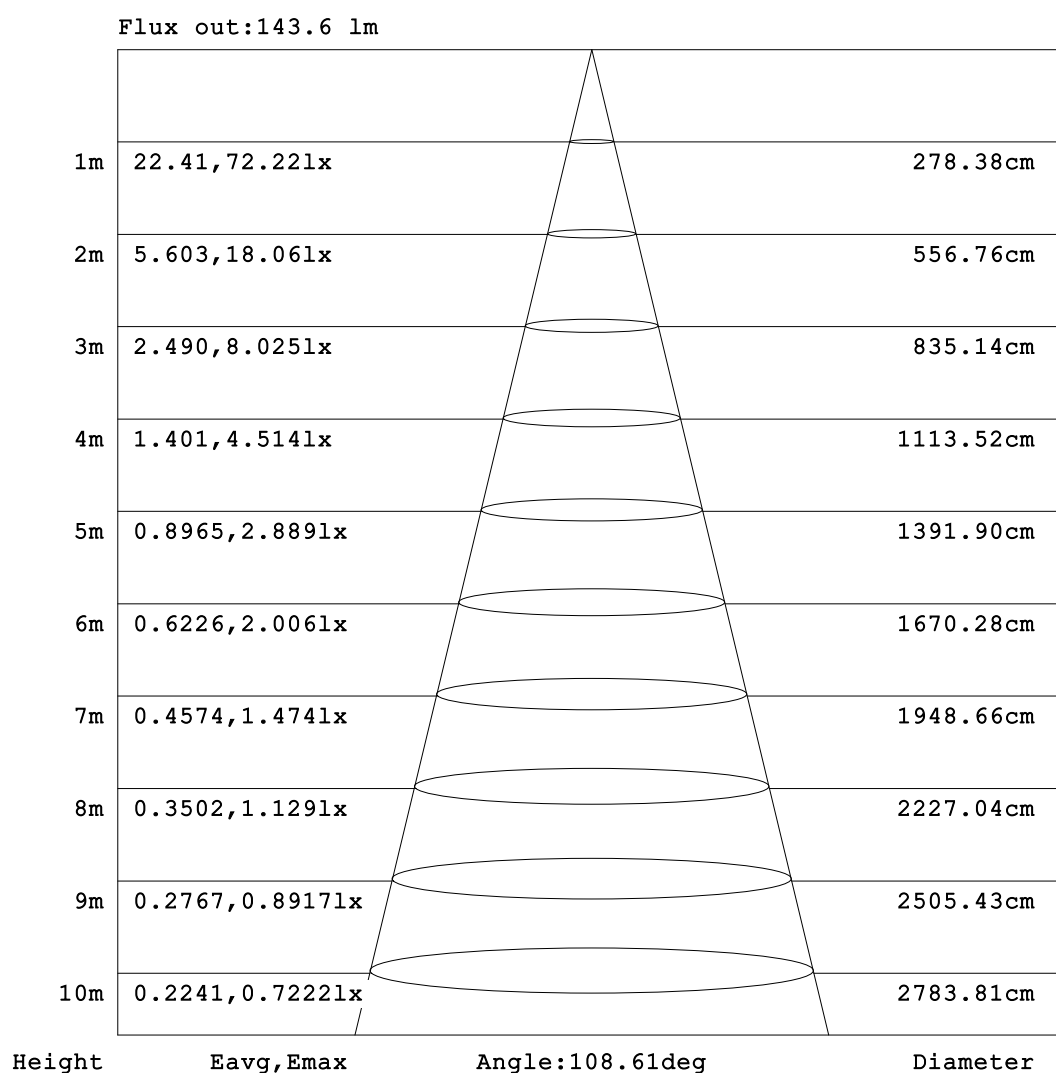 Flux out:143.6 lm
1m 22.41,72.22lx 278.38cm
2m 5.603,18.06lx 556.76cm
3m 2.490,8.025lx 835.14cm
4m 1.401,4.514lx 1113.52cm
5m 0.8965,2.889lx 1391.90cm
6m 0.6226,2.006lx 1670.28cm
7m 0.4574,1.474lx 1948.66cm
8m 0.3502,1.129lx 2227.04cm
9m 0.2767,0.8917lx 2505.43cm
10m 0.2241,0.7222lx 2783.81cm
Height Eavg,Emax Angle:108.61deg Diameter